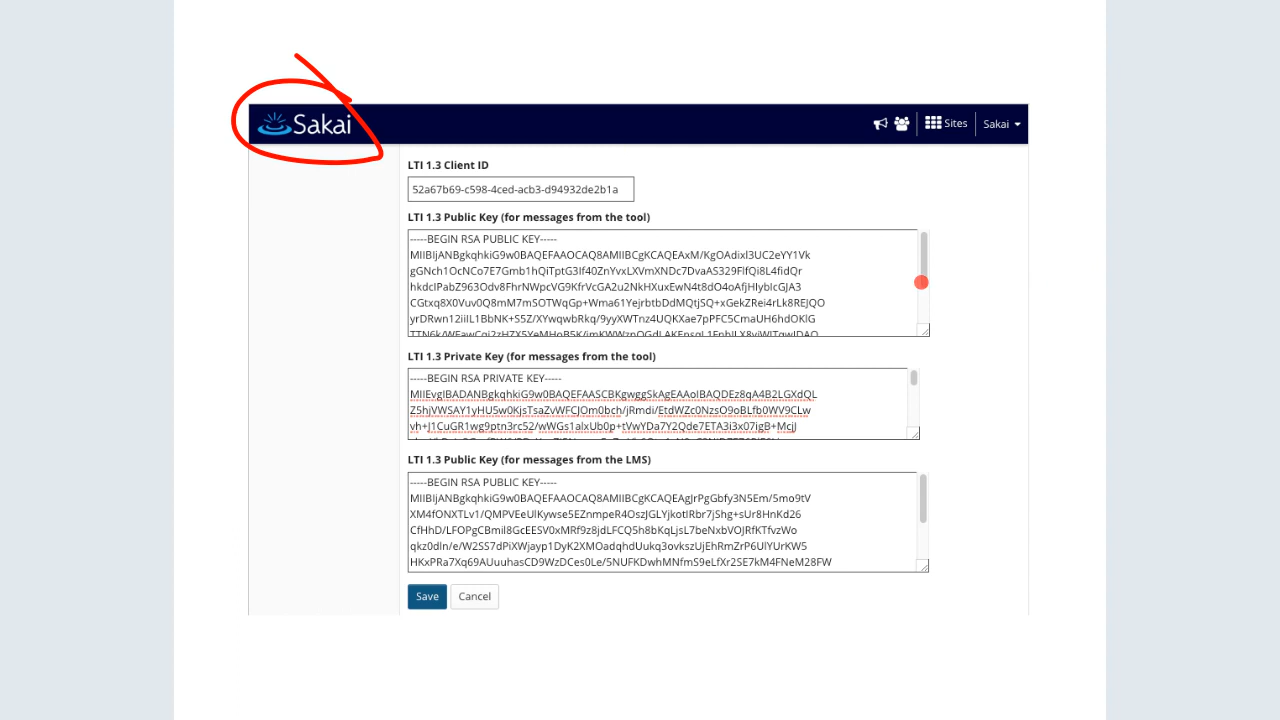 Sakai
Sites
Sakai
LTI 1.3 Client ID
52a67b69-c598-4ced-acb3-d94932de2b1a
LTI 1.3 Public Key (for messages from the tool)
-----BEGIN RSA PUBLIC KEY-----
MIIBIjANBgkqhkiG9w0BAQEFAAOCAQ8AMIIBCgKCAQEAxM/KgOAdixl3UC2eYY1Vk
gGNch1OcNCo7E7Gmb1hQiTptG3If40ZnYvxLXVmXNDc7DvaAS329FlfQi8L4fidQr
hkdcIPabZ963Odv8FhrNWpcVG9KfrVcGA2u2NkHXuxEwN4t8dO4oAfjHIybIcGJA3
CGtxq8X0Vuv0Q8mM7mSOTWqGp+Wma61YejrbtbDdMQtjSQ+xGekZRei4rLk8REJQO
yrDRwn12iiIL1BbNK+S5Z/XYwqwbRkq/9yyXWTnz4UQKXae7pPFC5CmaUH6hdOKlG
LTI 1.3 Private Key (for messages from the tool)
-----BEGIN RSA PRIVATE KEY-----
MIIEvgIBADANBgkqhkiG9w0BAQEFAASCBKgwggSkAgEAAoIBAQDEz8qA4B2LGXdQL
Z5hjVWSAY1yHU5w0KjsTsaZvWFCJOm0bch/jRmdi/EtdWZc0NzsO9oBLfb0WV9CLw
vh+J1CuGR1wg9ptn3rc52/wWGs1alxUb0p+tVwYDa7Y2Qde7ETA3i3x07igB+McjJ
LTI 1.3 Public Key (for messages from the LMS)
-----BEGIN RSA PUBLIC KEY-----
MIIBIjANBgkqhkiG9w0BAQEFAAOCAQ8AMIIBCgKCAQEAgJrPgGbfy3N5Em/5mo9tV
XM4fONXTLv1/QMPVEeUlKywse5EZnmpeR4OszJGLYjkotIRbr7jShg+sUr8HnKd26
CfHhD/LFOPgCBmil8GcEESV0xMRf9z8jdLFCQ5h8bKqLjsL7beNxbVOJRfKTfvzWo
qkz0dIn/e/W2SS7dPiXWjayp1DyK2XMOadqhdUukq3ovkszUjEhRmZrP6UlYUrKW5
HKxPRa7Xq69AUuuhasCD9WzDCes0Le/5NUFKDwhMNfmS9eLfXr2SE7kM4FNeM28FW
Save
Cancel